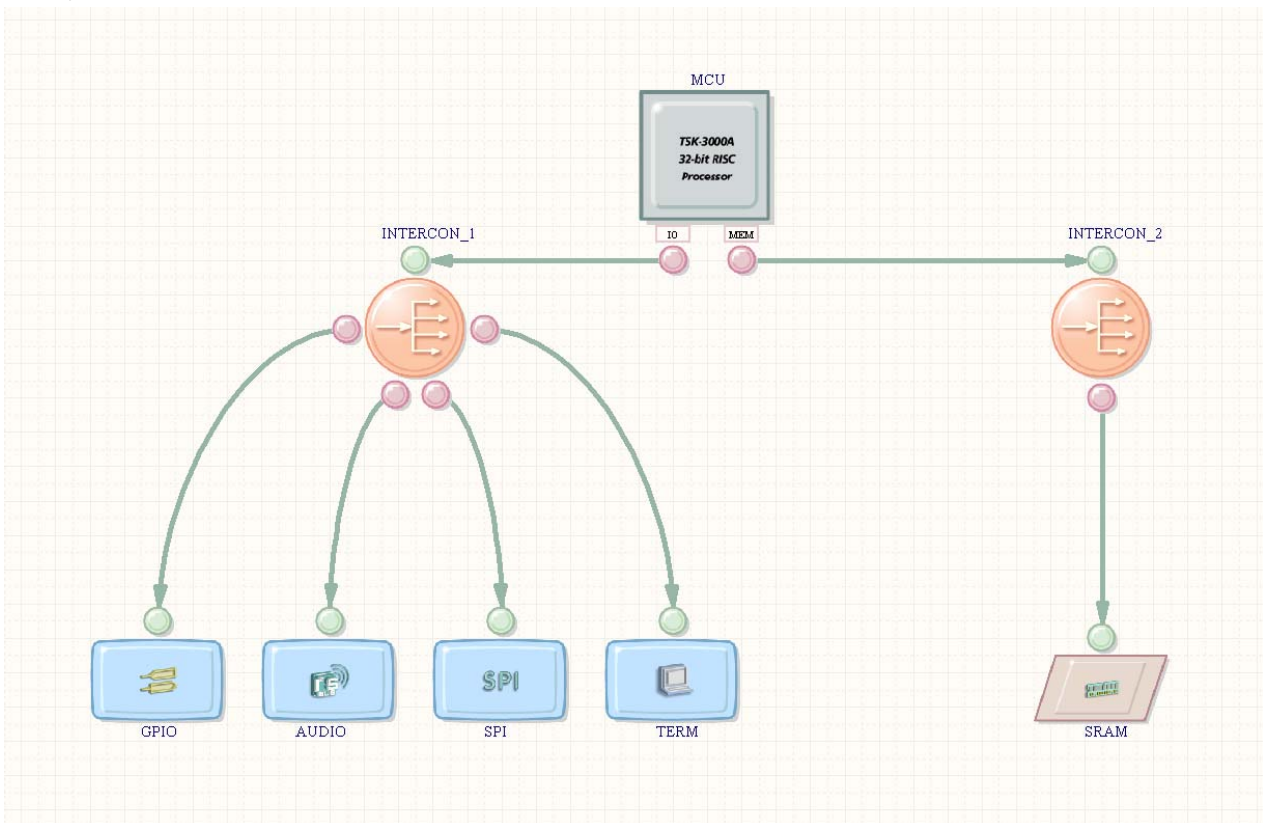 MCU
TSK-3000A
32-bit RISC
Processor
INTERCON_1
IO
MEM
INTERCON_2
SPI
GPIO
AUDIO
SPI
TERM
SRAM